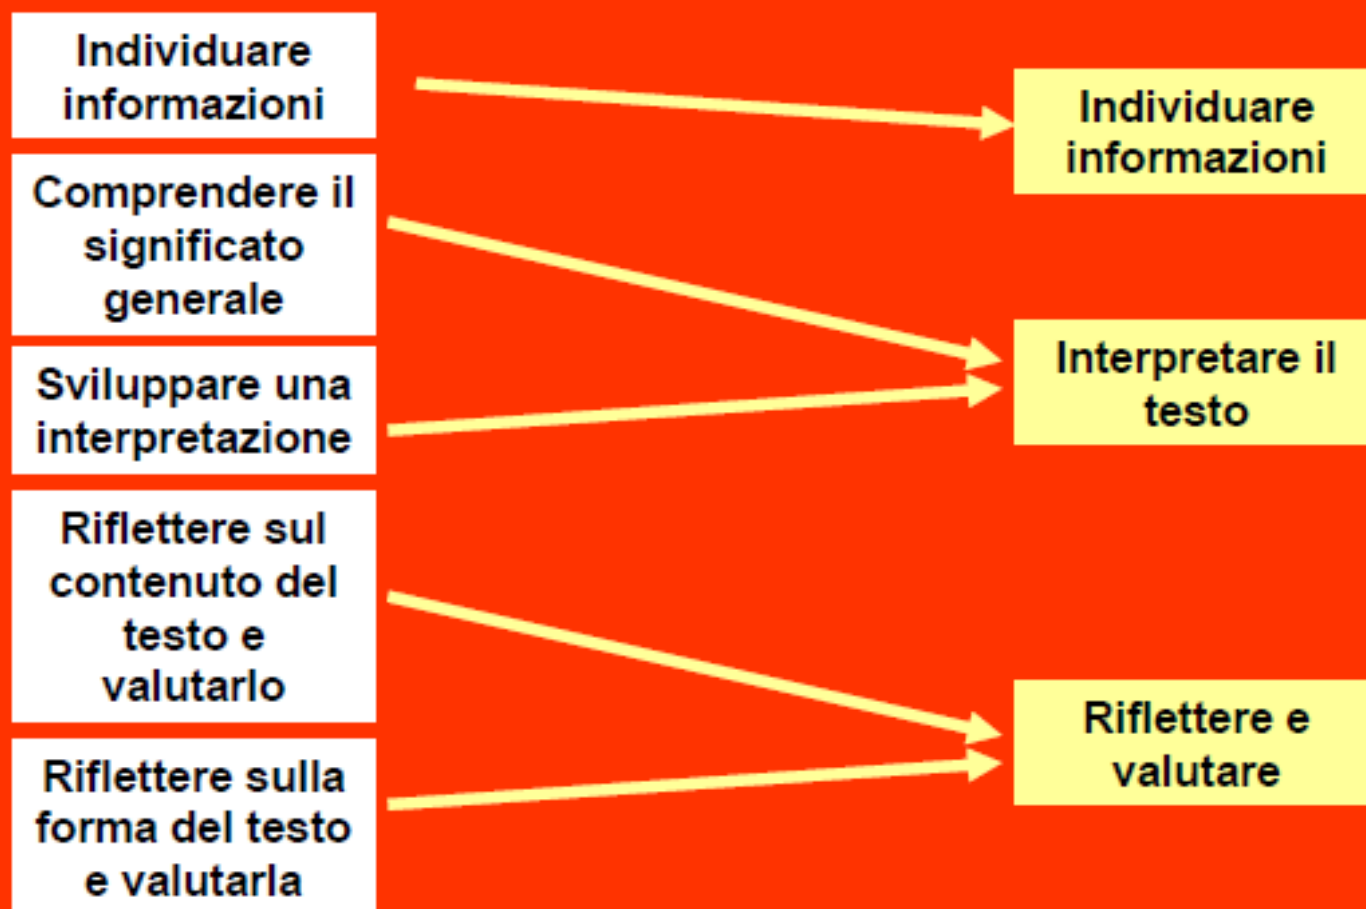 Individuare
informazioni
Comprendere il
significato
generale
Sviluppare una
interpretazione
Riflettere sul
contenuto del
testo e
valutarlo
Riflettere sulla
forma del testo
e valutarla
Individuare
informazioni
Interpretare il
testo
Riflettere e
valutare